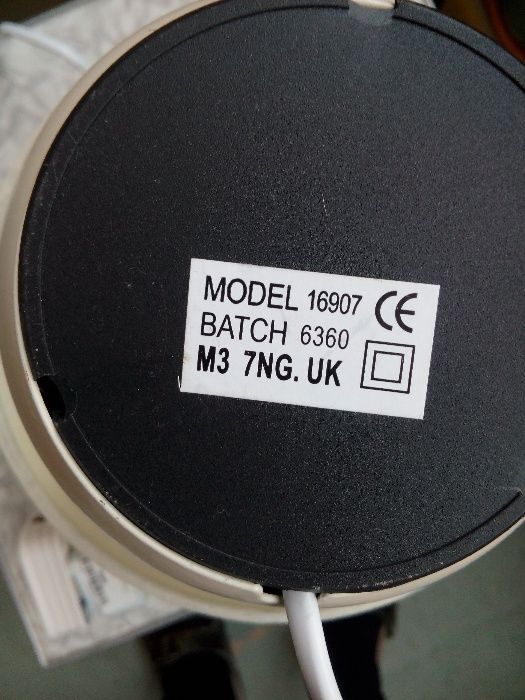 MODEL 16907 CE
BATCH 6360
M3 7NG. UK